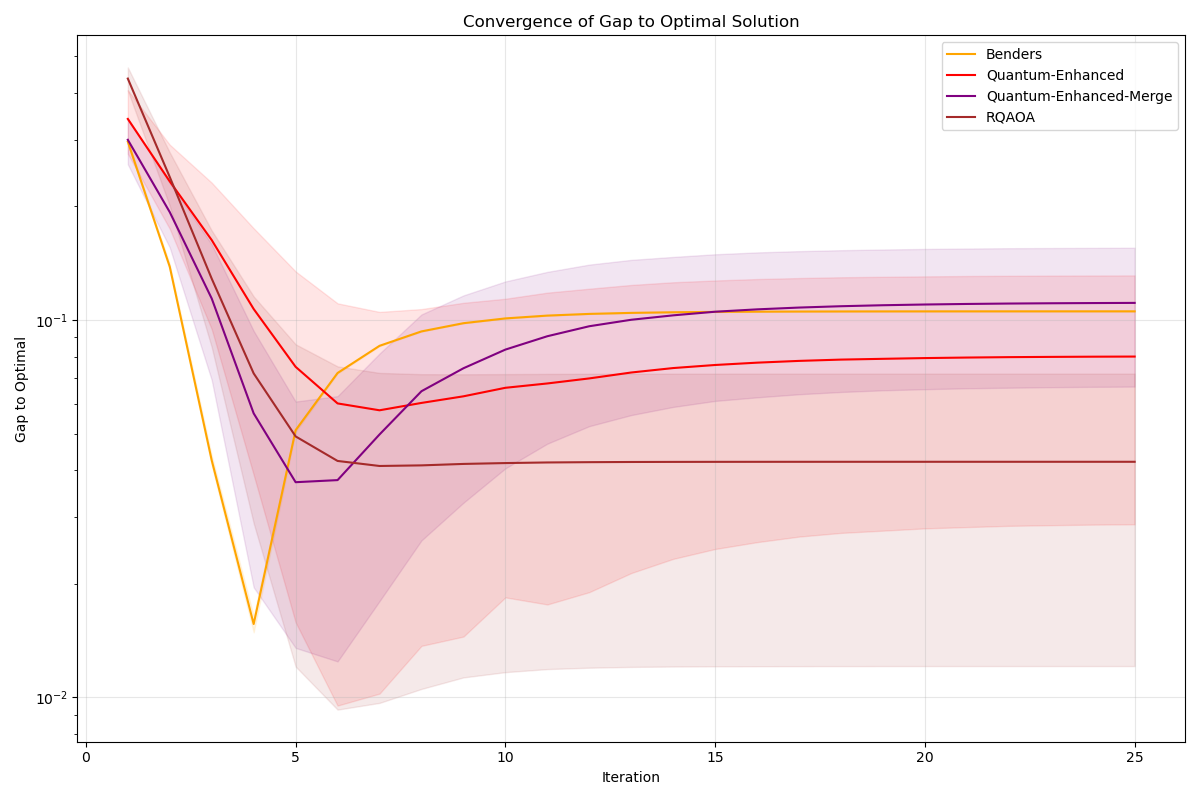 Convergence of Gap to Optimal Solution
Benders
Quantum-Enhanced
Quantum-Enhanced-Merge
RQAOA
Gap to Optimal
10⁻¹
10⁻²
0
5
10
15
20
25
Iteration